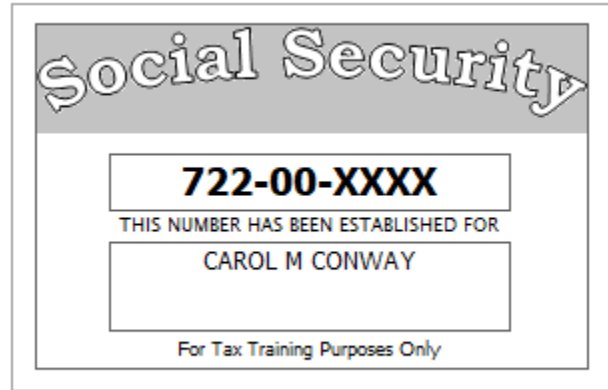 Social Security
722-00-XXXX
THIS NUMBER HAS BEEN ESTABLISHED FOR
CAROL M CONWAY
For Tax Training Purposes Only